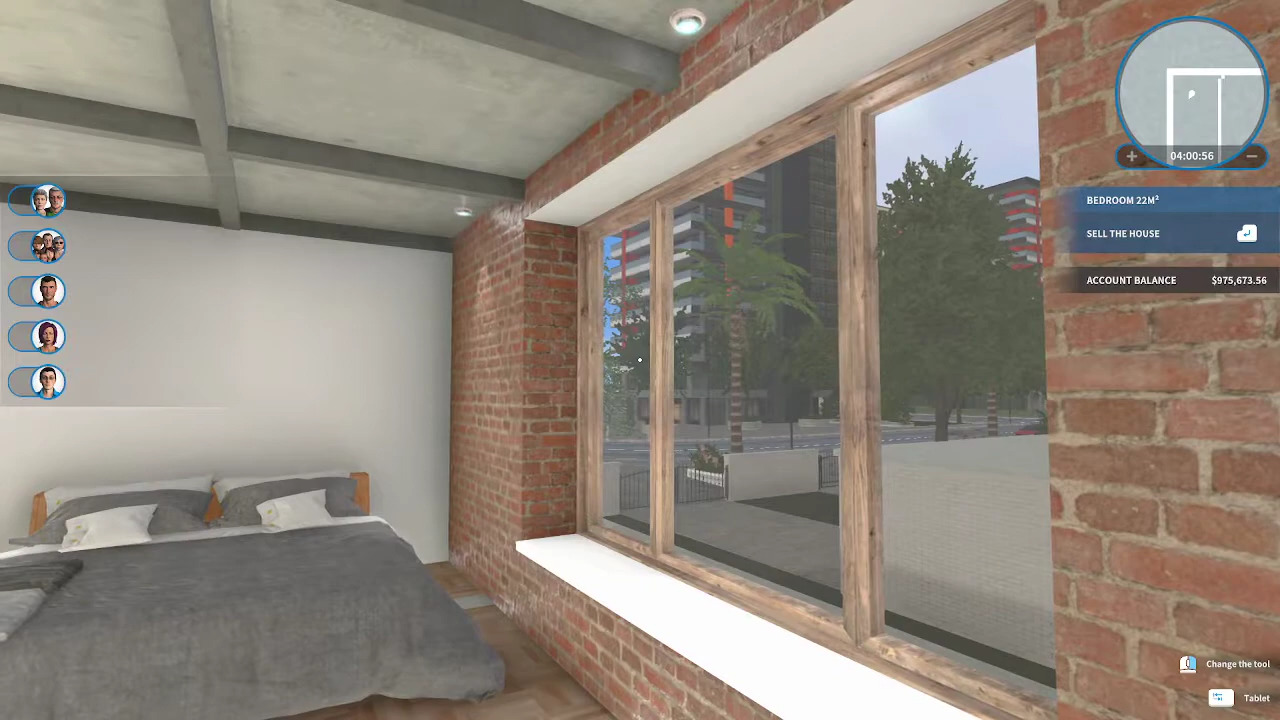 04:00:56
BEDROOM 22M²
SELL THE HOUSE
ACCOUNT BALANCE $975,673.56
Change the tool
Tablet